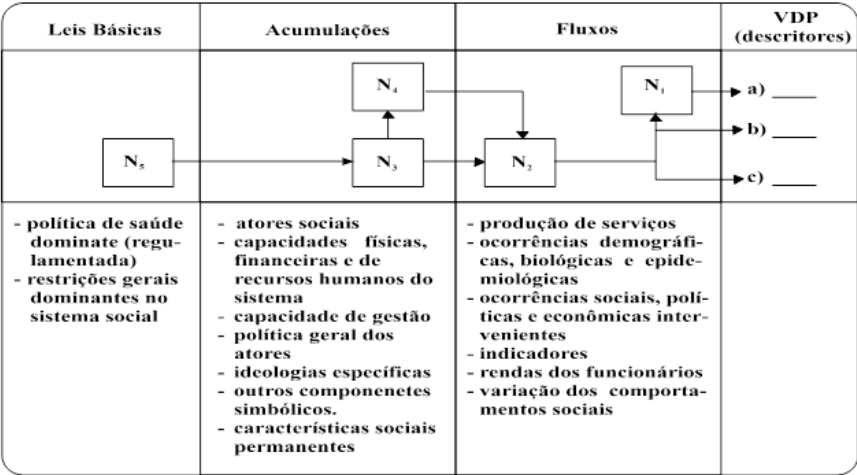 Leis Básicas
Acumulações
Fluxos
VDP
(descritores)
N₅
N₄
N₃
N₂
N₁
a) ____
b) ____
c) ____
- política de saúde
dominate (regu-
lamentada)
- restrições gerais
dominantes no
sistema social
- atores sociais
- capacidades físicas,
financeiras e de
recursos humanos do
sistema
- capacidade de gestão
- política geral dos
atores
- ideologias específicas
- outros componenetes
simbólicos.
- características sociais
permanentes
- produção de serviços
- ocorrências demográfi-
cas, biológicas e epide-
miológicas
- ocorrências sociais, polí-
ticas e econômicas inter-
venientes
- indicadores
- rendas dos funcionários
- variação dos comporta-
mentos sociais